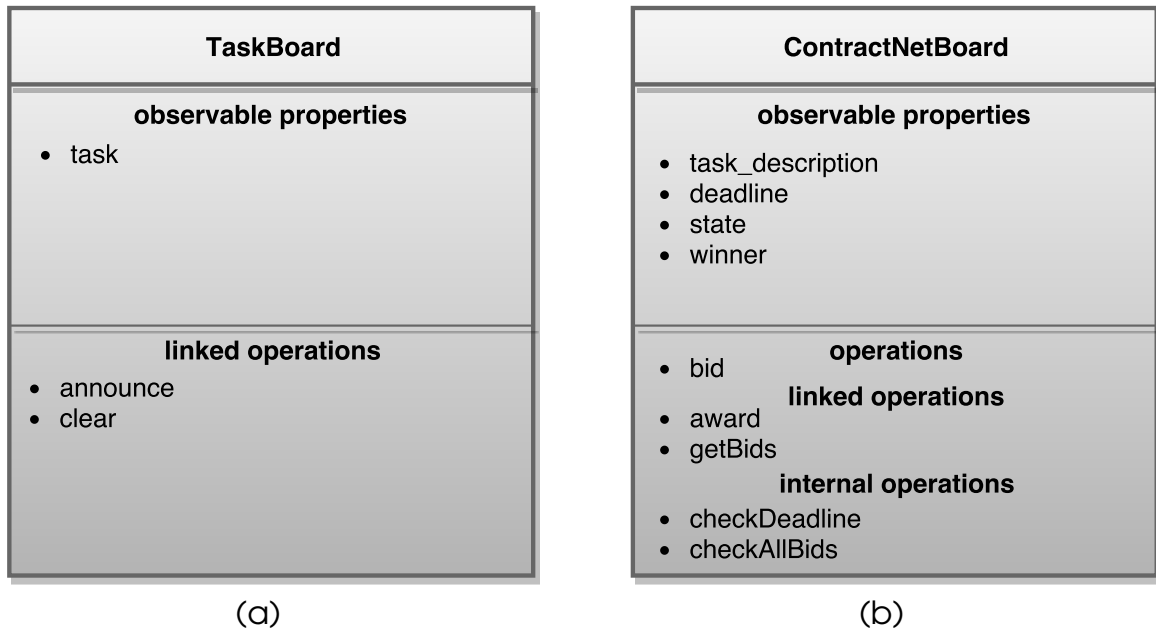 TaskBoard
observable properties
• task
linked operations
• announce
• clear
(a)
ContractNetBoard
observable properties
• task_description
• deadline
• state
• winner
operations
• bid
linked operations
• award
• getBids
internal operations
• checkDeadline
• checkAllBids
(b)